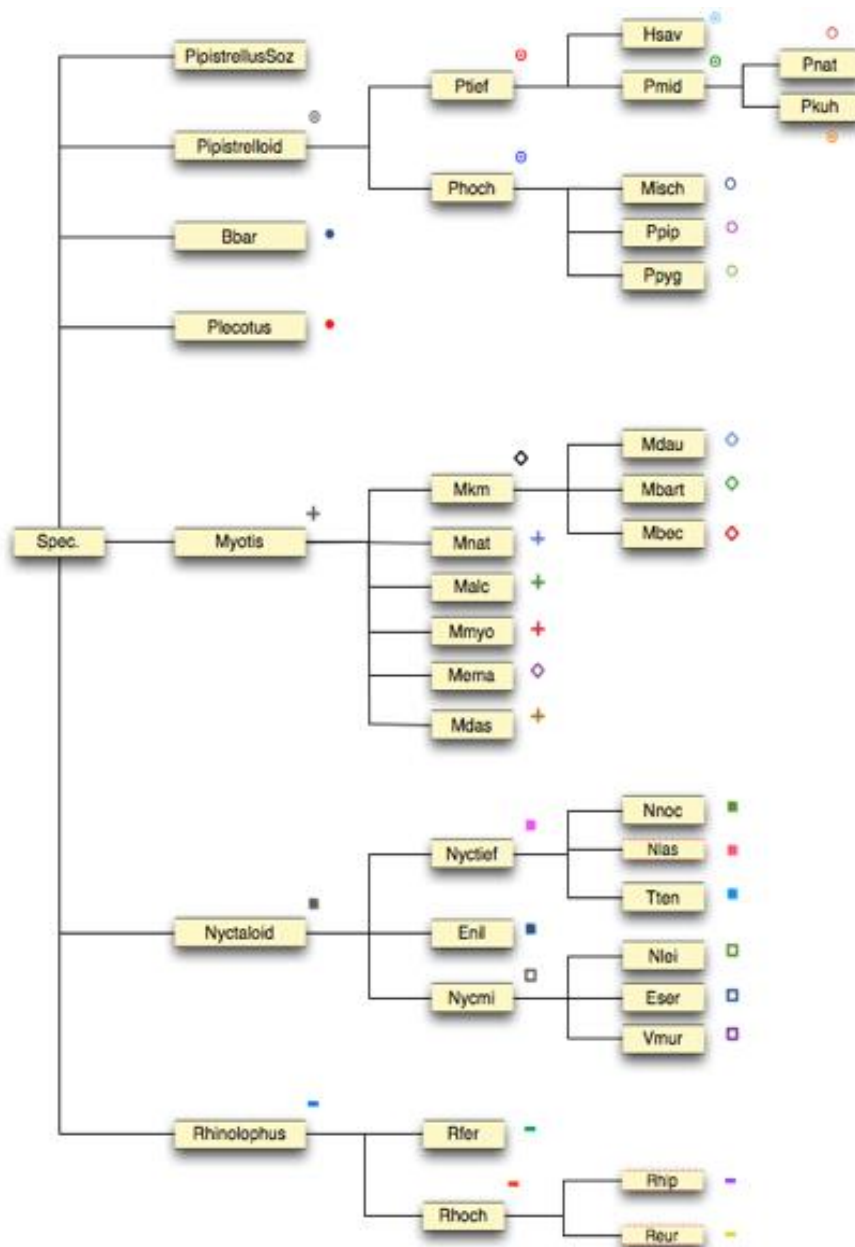 Hsav
PipistrellusSoz
Pnat
Ptief
Pmid
Pkuh
Pipistrelloid
Phoch
Misch
Bbar
Ppip
Ppyg
Plecotus
Mdau
Mkm
Mbart
Mbec
Spec.
Myotis
Mnat
Malc
Mmyo
Mema
Mdas
Nnoc
Nyctief
Nlas
Tten
Nyctaloid
Enil
Nlei
Nycmi
Eser
Vmur
Rhinolophus
Rfer
Rhip
Rhoch
Reur